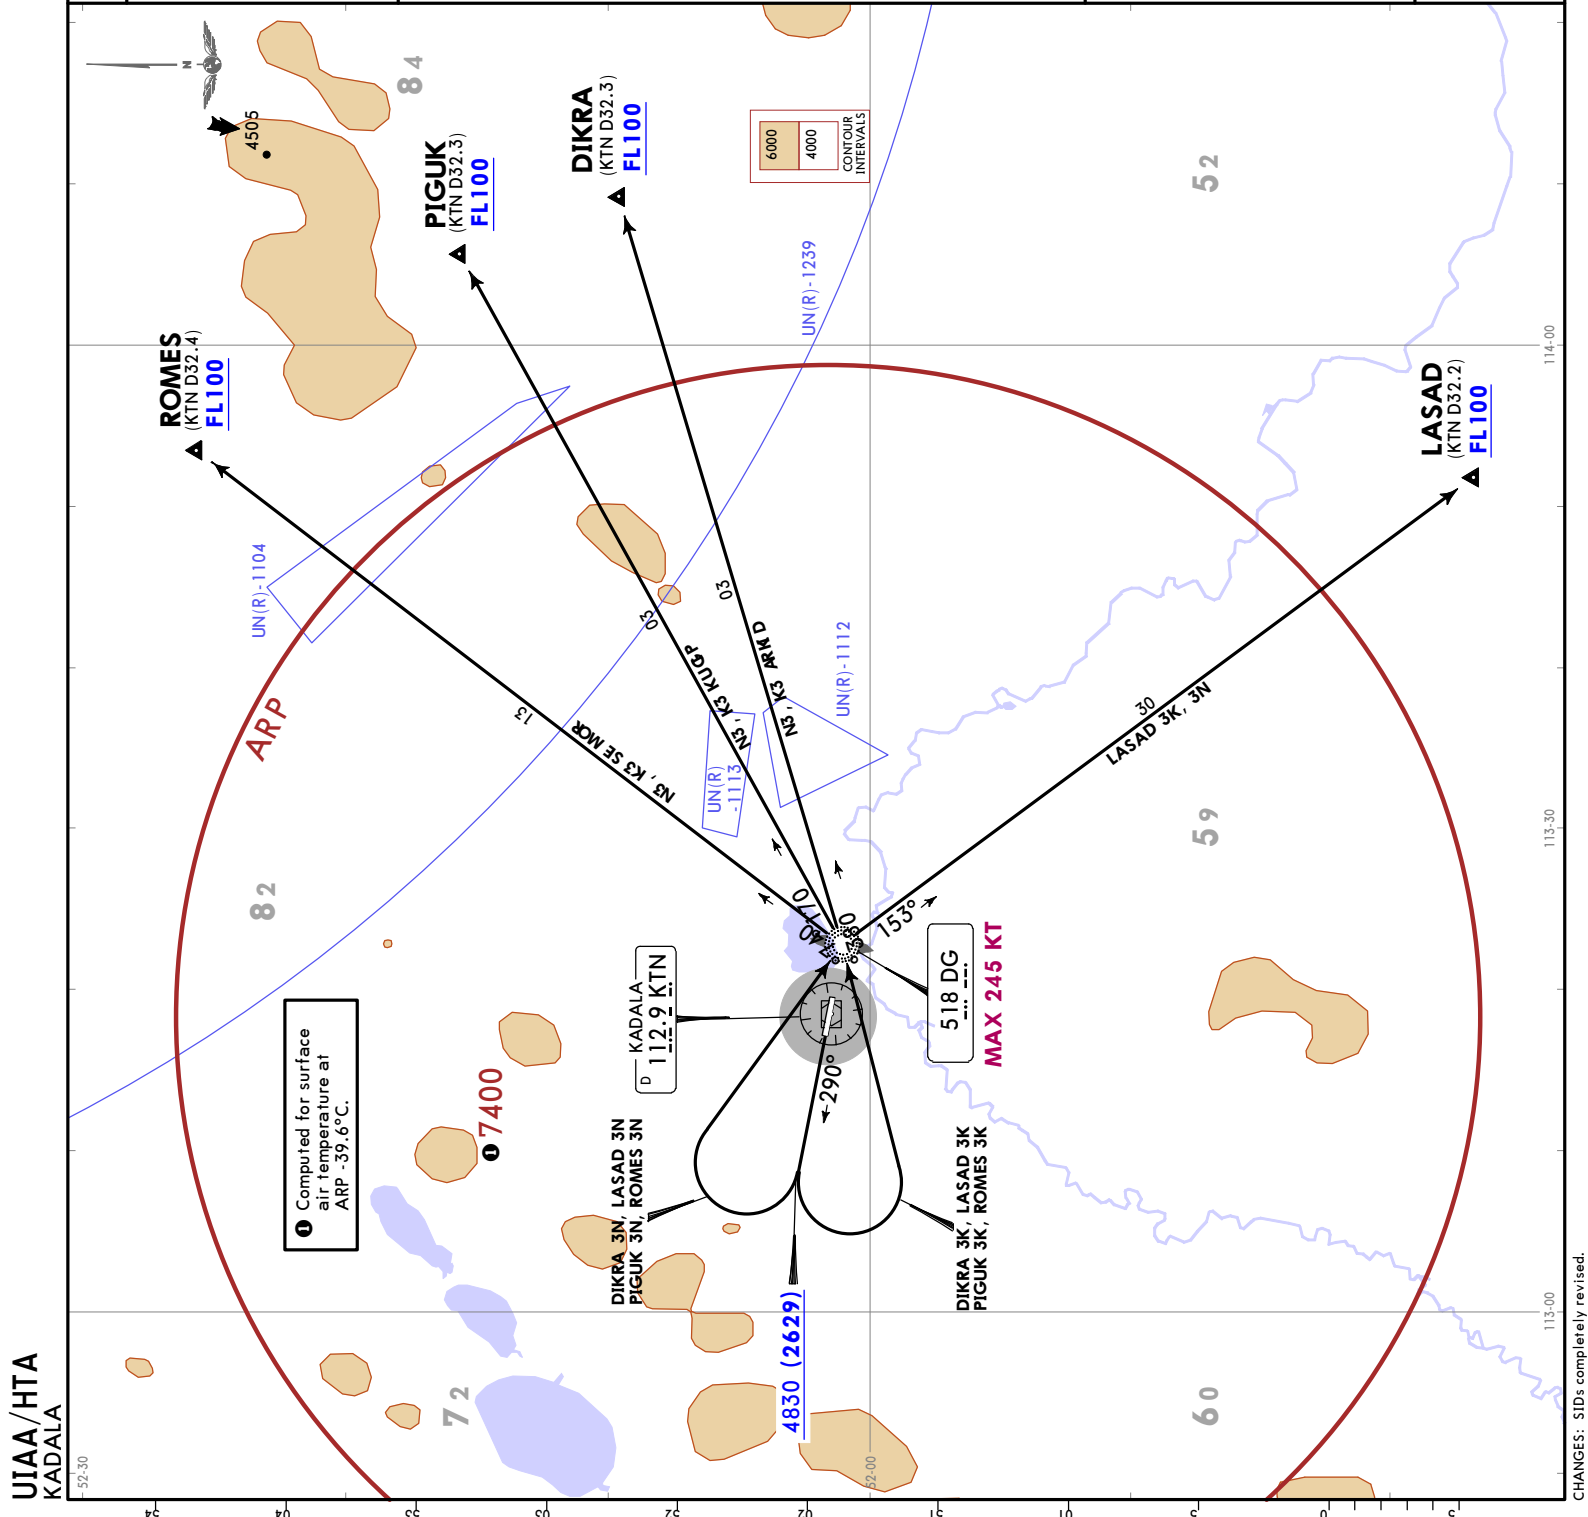 UIAA/HTA
KADALA
N
84
4505
PIGUK
(KTN D32.3)
FL100
DIKRA
(KTN D32.3)
FL100
6000
4000
CONTOUR
INTERVALS
52
ROMES
(KTN D32.4)
FL100
UN(R)-1239
114-00
LASAD
(KTN D32.2)
FL100
UN(R)-1104
ARP
13
03
03
30
N3, K3 SE MOR
N3, K3 KUGIP
N3, K3 ARKI D
LASAD 3K, 3N
UN(R)
-1113
UN(R)-1112
113-30
59
82
153°
D KADALA
112.9 KTN
518 DG
MAX 245 KT
290°
1 Computed for surface
air temperature at
ARP -39.6°C.
1 7400
DIKRA 3N, LASAD 3N
PIGUK 3N, ROMES 3N
DIKRA 3K, LASAD 3K
PIGUK 3K, ROMES 3K
4830 (2629)
72
60
113-00
52-30
52-00
CHANGES: SIDs completely revised.